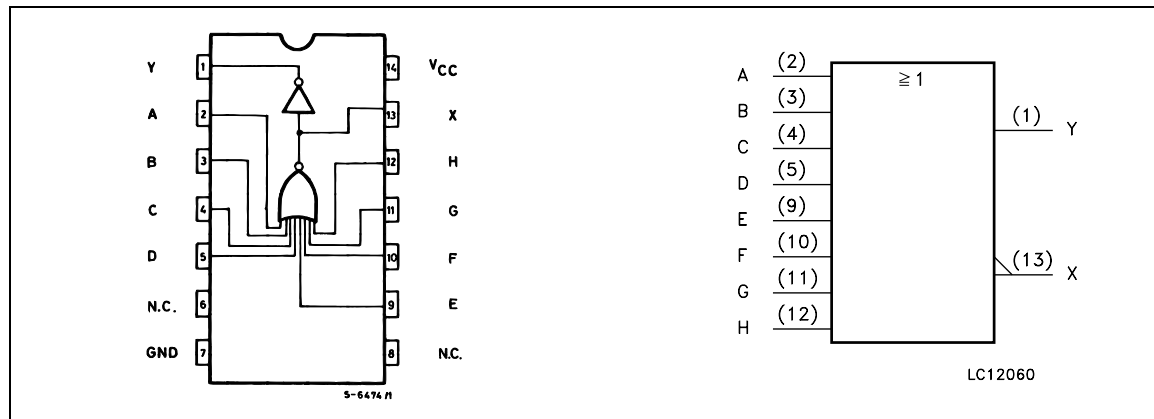 Y 1 14 VCC
A 2 13 X
B 3 12 H
C 4 11 G
D 5 10 F
N.C. 6 9 E
GND 7 8 N.C.
S-6474/1
≧1
A (2)
B (3)
C (4)
D (5)
E (9)
F (10)
G (11)
H (12)
(1) Y
(13) X
LC12060